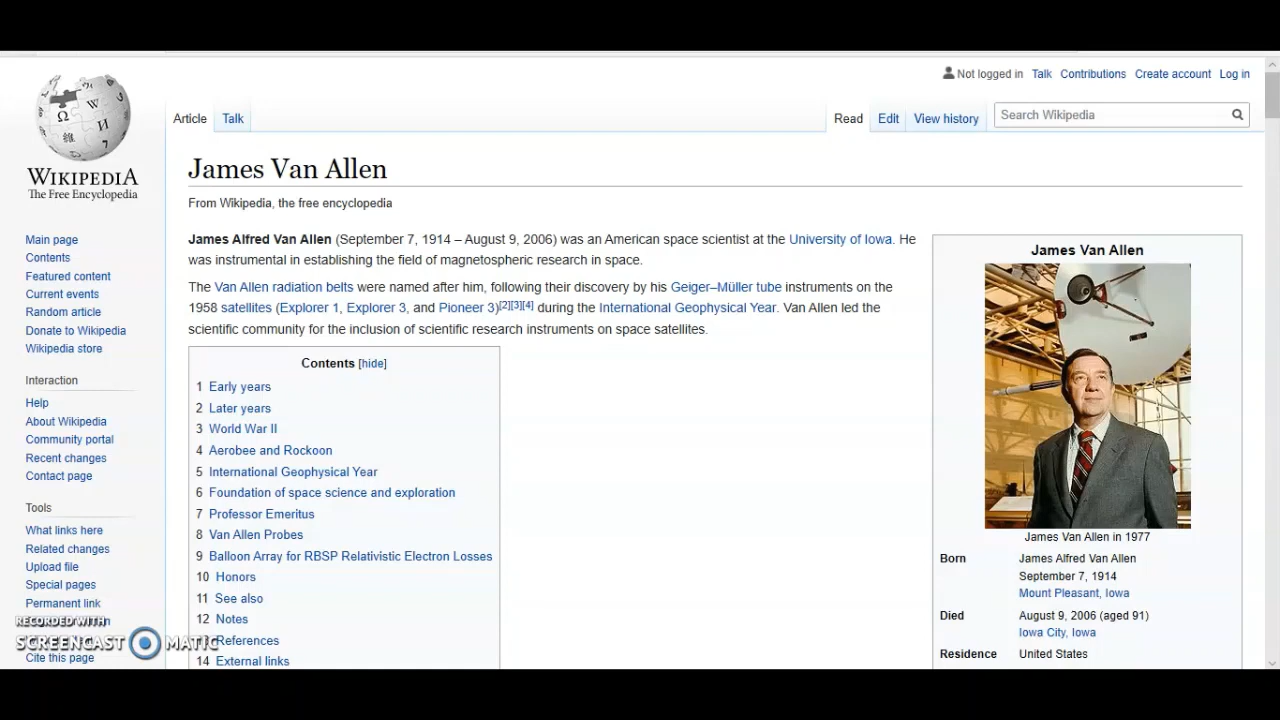 Not logged in Talk Contributions Create account Log in
Article Talk Read Edit View history Search Wikipedia
WIKIPEDIA
The Free Encyclopedia
Main page
Contents
Featured content
Current events
Random article
Donate to Wikipedia
Wikipedia store
Interaction
Help
About Wikipedia
Community portal
Recent changes
Contact page
Tools
What links here
Related changes
Upload file
Special pages
Permanent link
Cite this page
RECORDED WITH
SCREENCAST MATIC
James Van Allen
From Wikipedia, the free encyclopedia
James Alfred Van Allen (September 7, 1914 – August 9, 2006) was an American space scientist at the University of Iowa. He
was instrumental in establishing the field of magnetospheric research in space.
The Van Allen radiation belts were named after him, following their discovery by his Geiger–Müller tube instruments on the
1958 satellites (Explorer 1, Explorer 3, and Pioneer 3)[2][3][4] during the International Geophysical Year. Van Allen led the
scientific community for the inclusion of scientific research instruments on space satellites.
Contents [hide]
1 Early years
2 Later years
3 World War II
4 Aerobee and Rockoon
5 International Geophysical Year
6 Foundation of space science and exploration
7 Professor Emeritus
8 Van Allen Probes
9 Balloon Array for RBSP Relativistic Electron Losses
10 Honors
11 See also
12 Notes
References
14 External links
James Van Allen
James Van Allen in 1977
Born James Alfred Van Allen
September 7, 1914
Mount Pleasant, Iowa
Died August 9, 2006 (aged 91)
Iowa City, Iowa
Residence United States